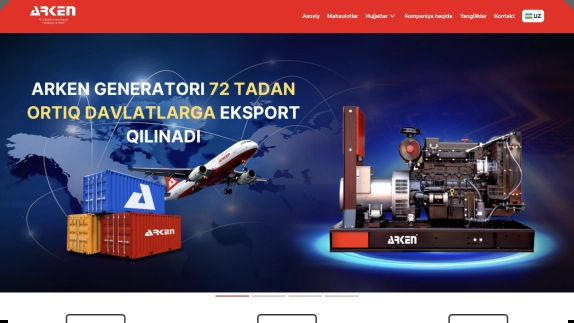 ARKEN
Asosiy Mahsulotlar Hujjatlar Kompaniya haqida Yangiliklar Kontakt UZ
ARKEN GENERATORI 72 TADAN
ORTIQ DAVLATLARGA EKSPORT
QILINADI
ARKEN
ARKEN